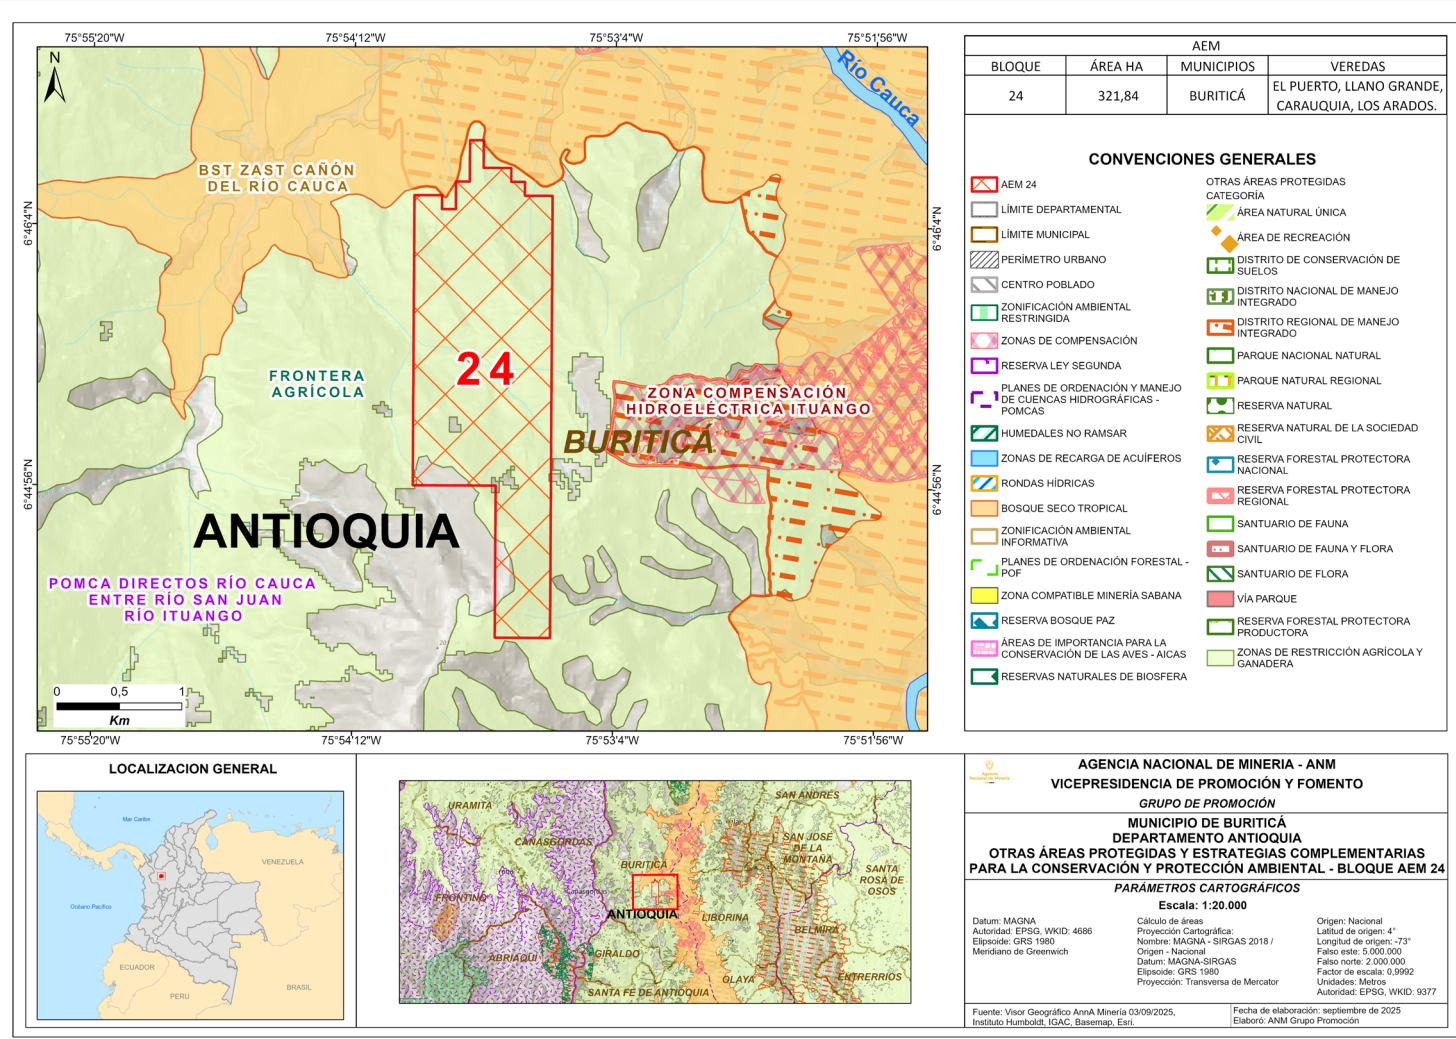 75°55'20"W
75°54'12"W
75°53'4"W
75°51'56"W
N
Río Cauca
BST ZAST CAÑÓN
DEL RÍO CAUCA
6°46'4"N
6°46'4"N
24
FRONTERA
AGRÍCOLA
ZONA COMPENSACIÓN
HIDROELÉCTRICA ITUANGO
BURITICÁ
6°44'56"N
6°44'56"N
ANTIOQUIA
POMCA DIRECTOS RÍO CAUCA
ENTRE RÍO SAN JUAN
RÍO ITUANGO
0 0,5 1
Km
75°55'20"W
75°54'12"W
75°53'4"W
75°51'56"W
AEM
BLOQUE ÁREA HA MUNICIPIOS VEREDAS
24 321,84 BURITICÁ EL PUERTO, LLANO GRANDE,
CARAUQUIA, LOS ARADOS.
CONVENCIONES GENERALES
AEM 24
LÍMITE DEPARTAMENTAL
LÍMITE MUNICIPAL
PERÍMETRO URBANO
CENTRO POBLADO
ZONIFICACIÓN AMBIENTAL
RESTRINGIDA
ZONAS DE COMPENSACIÓN
RESERVA LEY SEGUNDA
PLANES DE ORDENACIÓN Y MANEJO
DE CUENCAS HIDROGRÁFICAS -
POMCAS
HUMEDALES NO RAMSAR
ZONAS DE RECARGA DE ACUÍFEROS
RONDAS HÍDRICAS
BOSQUE SECO TROPICAL
ZONIFICACIÓN AMBIENTAL
INFORMATIVA
PLANES DE ORDENACIÓN FORESTAL -
POF
ZONA COMPATIBLE MINERÍA SABANA
RESERVA BOSQUE PAZ
ÁREAS DE IMPORTANCIA PARA LA
CONSERVACIÓN DE LAS AVES - AICAS
RESERVAS NATURALES DE BIOSFERA
OTRAS ÁREAS PROTEGIDAS
CATEGORÍA
ÁREA NATURAL ÚNICA
ÁREA DE RECREACIÓN
DISTRITO DE CONSERVACIÓN DE
SUELOS
DISTRITO NACIONAL DE MANEJO
INTEGRADO
DISTRITO REGIONAL DE MANEJO
INTEGRADO
PARQUE NACIONAL NATURAL
PARQUE NATURAL REGIONAL
RESERVA NATURAL
RESERVA NATURAL DE LA SOCIEDAD
CIVIL
RESERVA FORESTAL PROTECTORA
NACIONAL
RESERVA FORESTAL PROTECTORA
REGIONAL
SANTUARIO DE FAUNA
SANTUARIO DE FAUNA Y FLORA
SANTUARIO DE FLORA
VÍA PARQUE
RESERVA FORESTAL PROTECTORA
PRODUCTORA
ZONAS DE RESTRICCIÓN AGRÍCOLA Y
GANADERA
LOCALIZACION GENERAL
Mar Caribe
VENEZUELA
Océano Pacífico
ECUADOR
PERU
BRASIL
URAMITA
SAN ANDRÉS
CAÑASGORDAS
SAN JOSÉ
DE LA
MONTAÑA
BURITICÁ
SANTA
ROSA DE
OSOS
FRONTINO
ANTIOQUIA
LIBORINA
BELMIRA
ABRIAQUÍ
GIRALDO
OLAYA
ENTRERRIOS
SANTA FÉ DE ANTIOQUIA
Agencia
Nacional de Minería
AGENCIA NACIONAL DE MINERIA - ANM
VICEPRESIDENCIA DE PROMOCIÓN Y FOMENTO
GRUPO DE PROMOCIÓN
MUNICIPIO DE BURITICÁ
DEPARTAMENTO ANTIOQUIA
OTRAS ÁREAS PROTEGIDAS Y ESTRATEGIAS COMPLEMENTARIAS
PARA LA CONSERVACIÓN Y PROTECCIÓN AMBIENTAL - BLOQUE AEM 24
PARÁMETROS CARTOGRÁFICOS
Escala: 1:20.000
Datum: MAGNA
Autoridad: EPSG, WKID: 4686
Elipsoide: GRS 1980
Meridiano de Greenwich
Cálculo de áreas
Proyección Cartográfica:
Nombre: MAGNA - SIRGAS 2018 /
Origen - Nacional
Datum: MAGNA-SIRGAS
Elipsoide: GRS 1980
Proyección: Transversa de Mercator
Origen: Nacional
Latitud de origen: 4°
Longitud de origen: -73°
Falso este: 5.000.000
Falso norte: 2.000.000
Factor de escala: 0,9992
Unidades: Metros
Autoridad: EPSG, WKID: 9377
Fuente: Visor Geográfico AnnA Minería 03/09/2025,
Instituto Humboldt, IGAC, Basemap, Esri.
Fecha de elaboración: septiembre de 2025
Elaboró: ANM Grupo Promoción